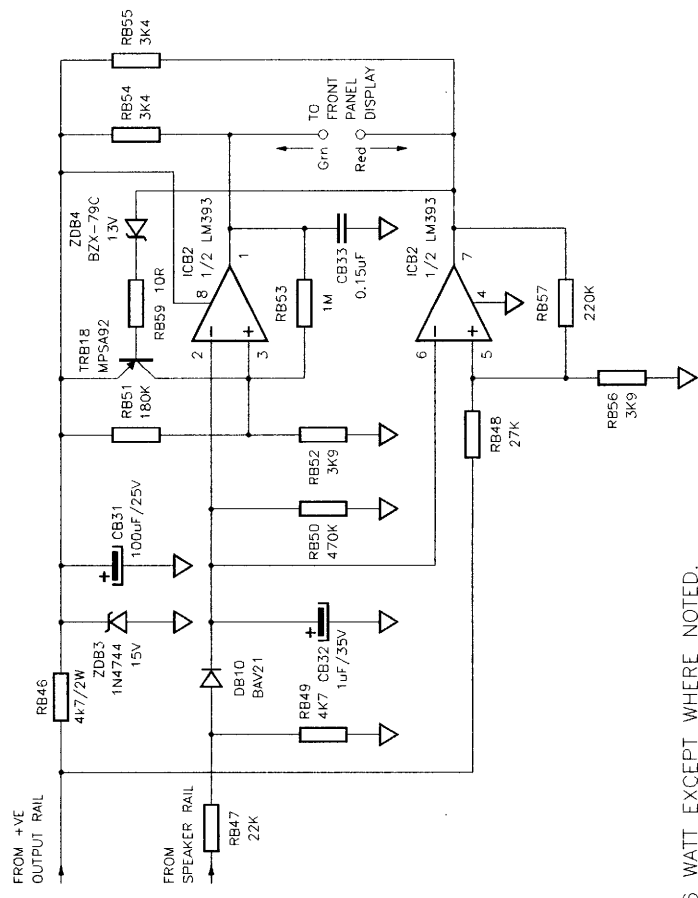 FROM +VE
OUTPUT RAIL
RB46
4k7/2W
ZDB3
1N4744
15V
+
CB31
100uF/25V
RB51
180K
TRB18
MPSA92
RB59 10R
ZDB4
BZX-79C
13V
RB54
3K4
RB55
3K4
FROM
SPEAKER RAIL
RB47
22K
RB49
4K7
DB10
BAV21
+
CB32
1uF/35V
RB50
470K
RB52
3K9
2
3
-
+
8
ICB2
1/2 LM393
1
RB53
1M
CB33
0.15uF
Grn
Red
TO
FRONT
PANEL
DISPLAY
6
5
-
+
ICB2
1/2 LM393
7
4
RB48
27K
RB57
220K
RB56
3K9
WATT EXCEPT WHERE NOTED.